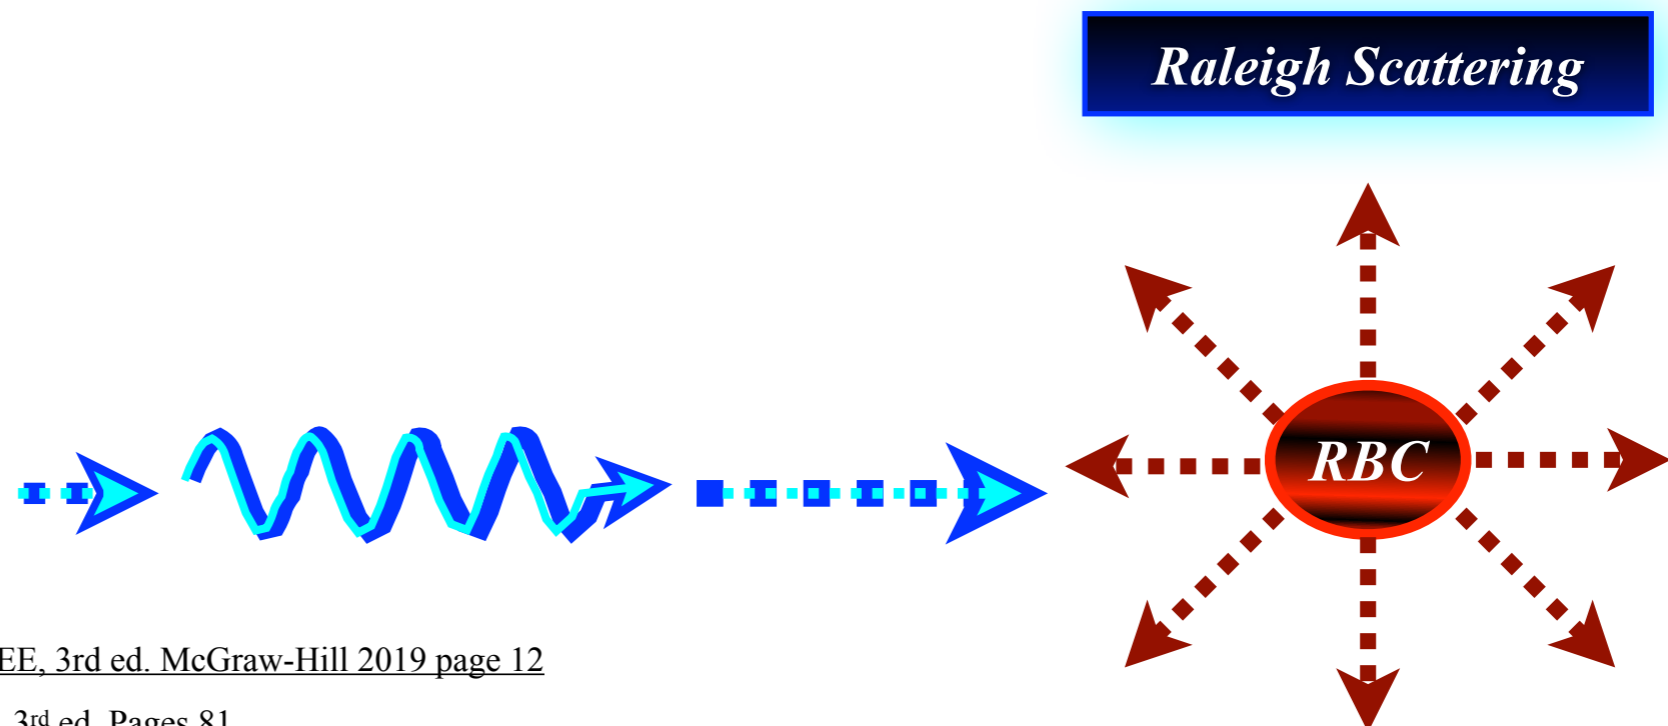 Raleigh Scattering
RBC
EE, 3rd ed. McGraw-Hill 2019 page 12
3rd ed. Pages 81